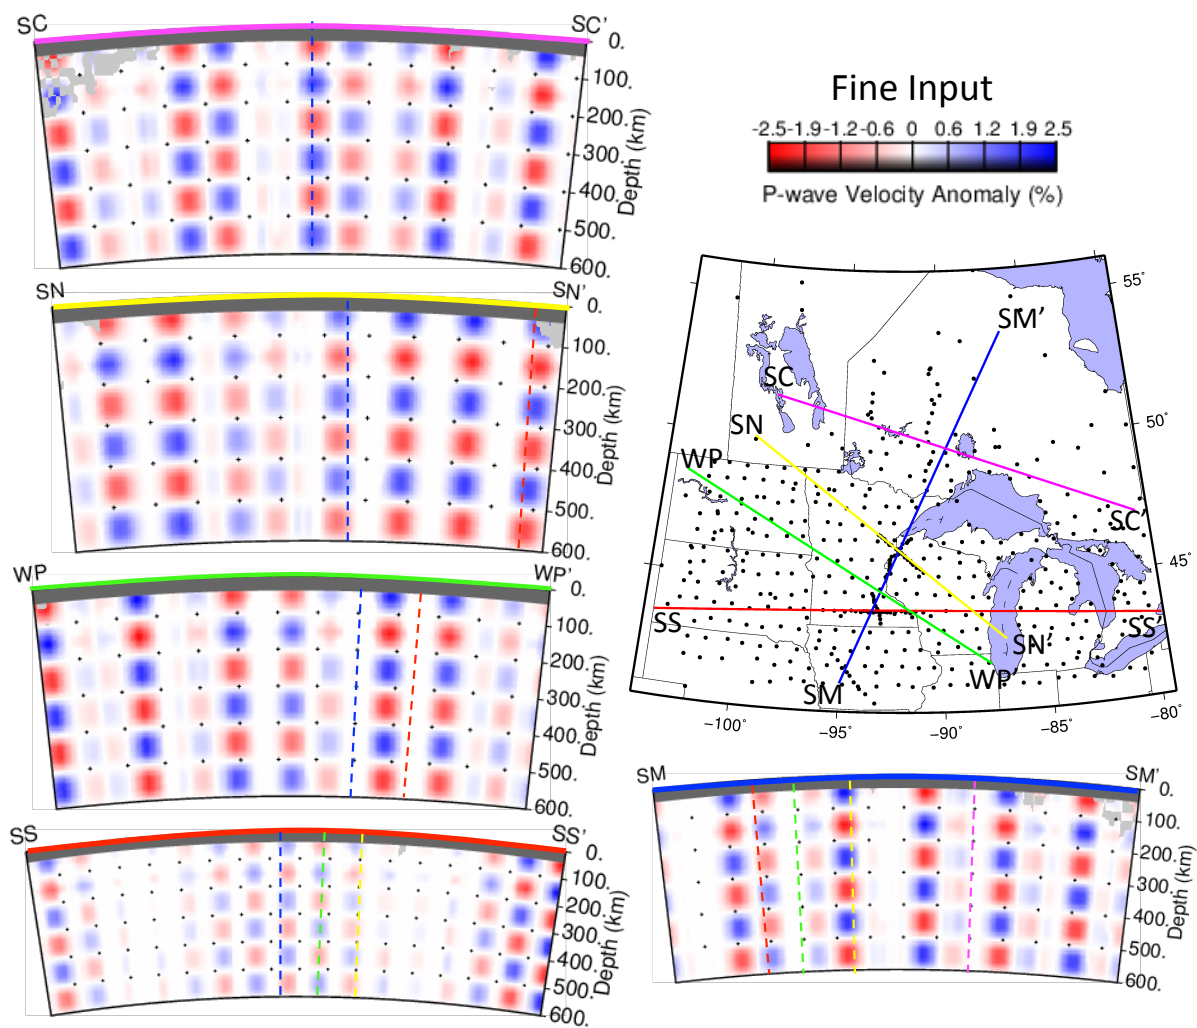 SC SC’
0.
100.
200.
300.
400.
500.
600.
Depth (km)
Fine Input
-2.5 -1.9 -1.2 -0.6 0 0.6 1.2 1.9 2.5
P-wave Velocity Anomaly (%)
SN SN’
0.
100.
200.
300.
400.
500.
600.
Depth (km)
55˚
SM’
SC
50˚
SN
WP
SC’
45˚
SS SS’
SN’
WP’
SM
−100˚ −95˚ −90˚ −85˚ −80˚
WP WP’
0.
100.
200.
300.
400.
500.
600.
Depth (km)
SS SS’
0.
100.
200.
300.
400.
500.
600.
Depth (km)
SM SM’
0.
100.
200.
300.
400.
500.
600.
Depth (km)